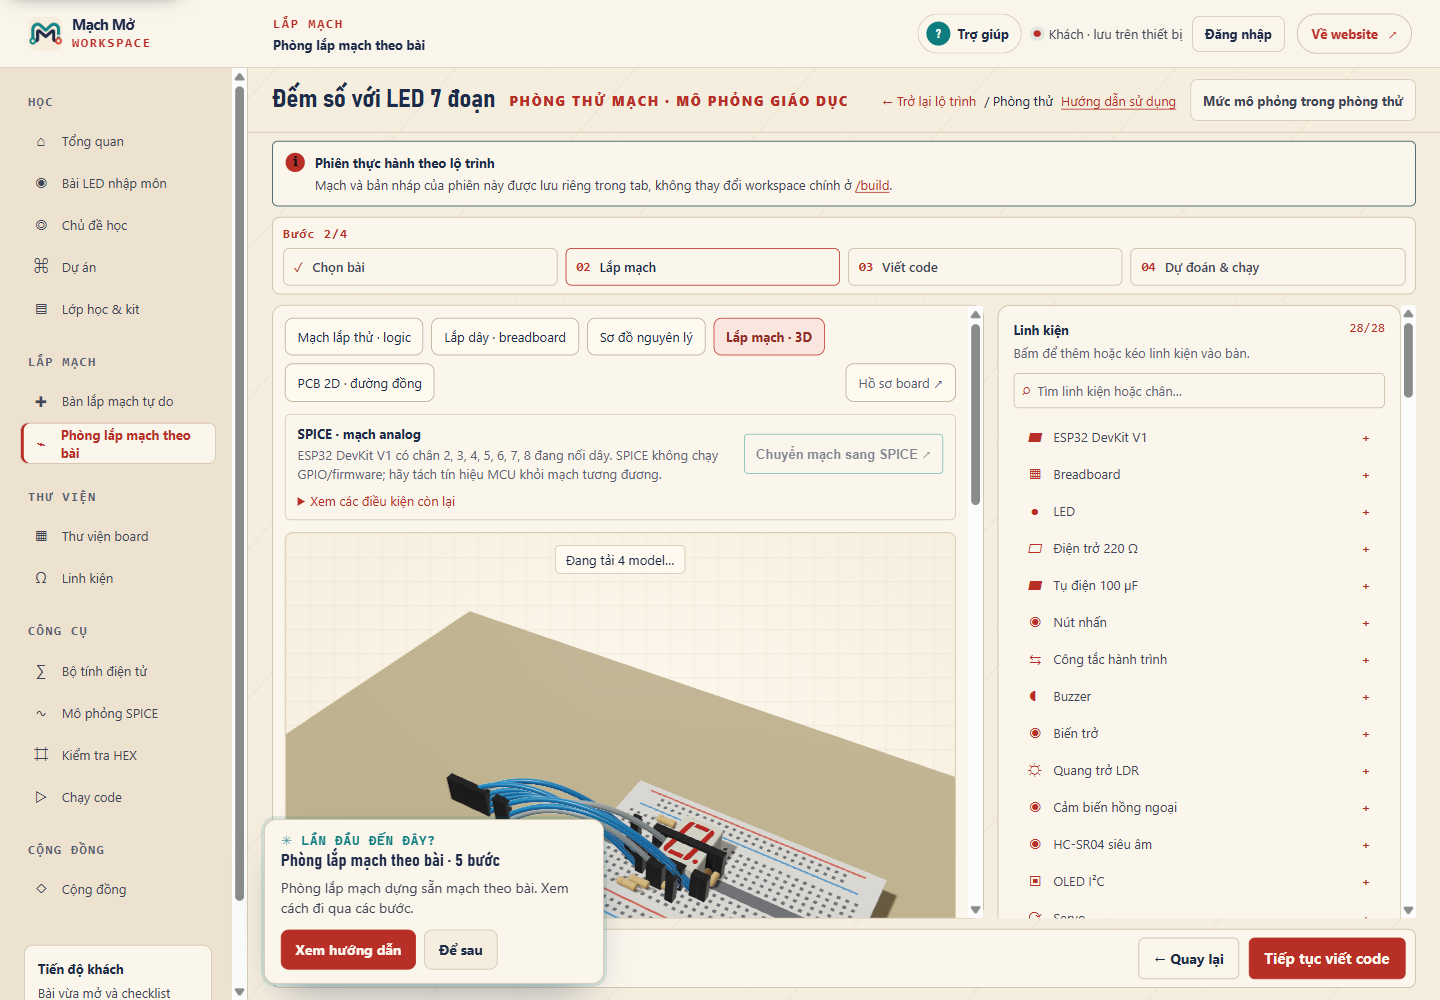 Mạch Mở
WORKSPACE
LẮP MẠCH
Phòng lắp mạch theo bài
? Trợ giúp
Khách · lưu trên thiết bị
Đăng nhập
Về website ↗
HỌC
Tổng quan
Bài LED nhập môn
Chủ đề học
Dự án
Lớp học & kit
LẮP MẠCH
Bàn lắp mạch tự do
Phòng lắp mạch theo
bài
THƯ VIỆN
Thư viện board
Linh kiện
CÔNG CỤ
Bộ tính điện tử
Mô phỏng SPICE
Kiểm tra HEX
Chạy code
CỘNG ĐỒNG
Cộng đồng
Tiến độ khách
Bài vừa mở và checklist
Đếm số với LED 7 đoạn
PHÒNG THỬ MẠCH · MÔ PHỎNG GIÁO DỤC
← Trở lại lộ trình / Phòng thử Hướng dẫn sử dụng
Mức mô phỏng trong phòng thử
Phiên thực hành theo lộ trình
Mạch và bản nháp của phiên này được lưu riêng trong tab, không thay đổi workspace chính ở /build.
Bước 2/4
✓ Chọn bài
02 Lắp mạch
03 Viết code
04 Dự đoán & chạy
Mạch lắp thử · logic
Lắp dây · breadboard
Sơ đồ nguyên lý
Lắp mạch · 3D
PCB 2D · đường đồng
Hồ sơ board ↗
SPICE · mạch analog
ESP32 DevKit V1 có chân 2, 3, 4, 5, 6, 7, 8 đang nối dây. SPICE không chạy
GPIO/firmware; hãy tách tín hiệu MCU khỏi mạch tương đương.
▶ Xem các điều kiện còn lại
Chuyển mạch sang SPICE ↗
Đang tải 4 model...
LẦN ĐẦU ĐẾN ĐÂY?
Phòng lắp mạch theo bài · 5 bước
Phòng lắp mạch dựng sẵn mạch theo bài. Xem
cách đi qua các bước.
Xem hướng dẫn
Để sau
Linh kiện
28/28
Bấm để thêm hoặc kéo linh kiện vào bàn.
Tìm linh kiện hoặc chân...
ESP32 DevKit V1 +
Breadboard +
LED +
Điện trở 220 Ω +
Tụ điện 100 µF +
Nút nhấn +
Công tắc hành trình +
Buzzer +
Biến trở +
Quang trở LDR +
Cảm biến hồng ngoại +
HC-SR04 siêu âm +
OLED I²C +
Servo +
← Quay lại
Tiếp tục viết code